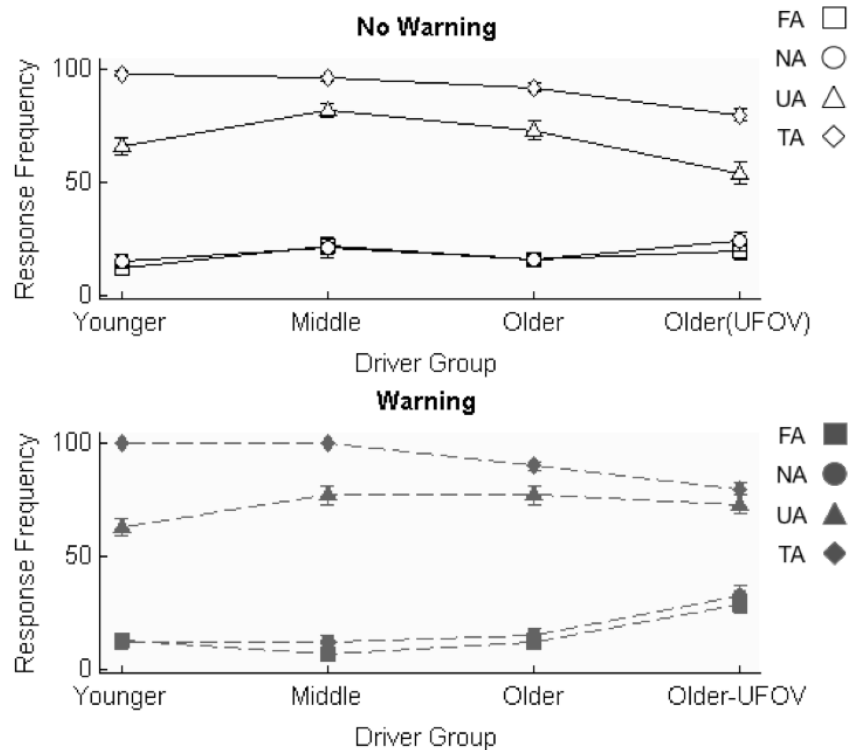 No Warning
FA
NA
UA
TA
Response Frequency
100
50
0
Younger
Middle
Older
Older(UFOV)
Driver Group
Warning
FA
NA
UA
TA
Response Frequency
100
50
0
Younger
Middle
Older
Older-UFOV
Driver Group